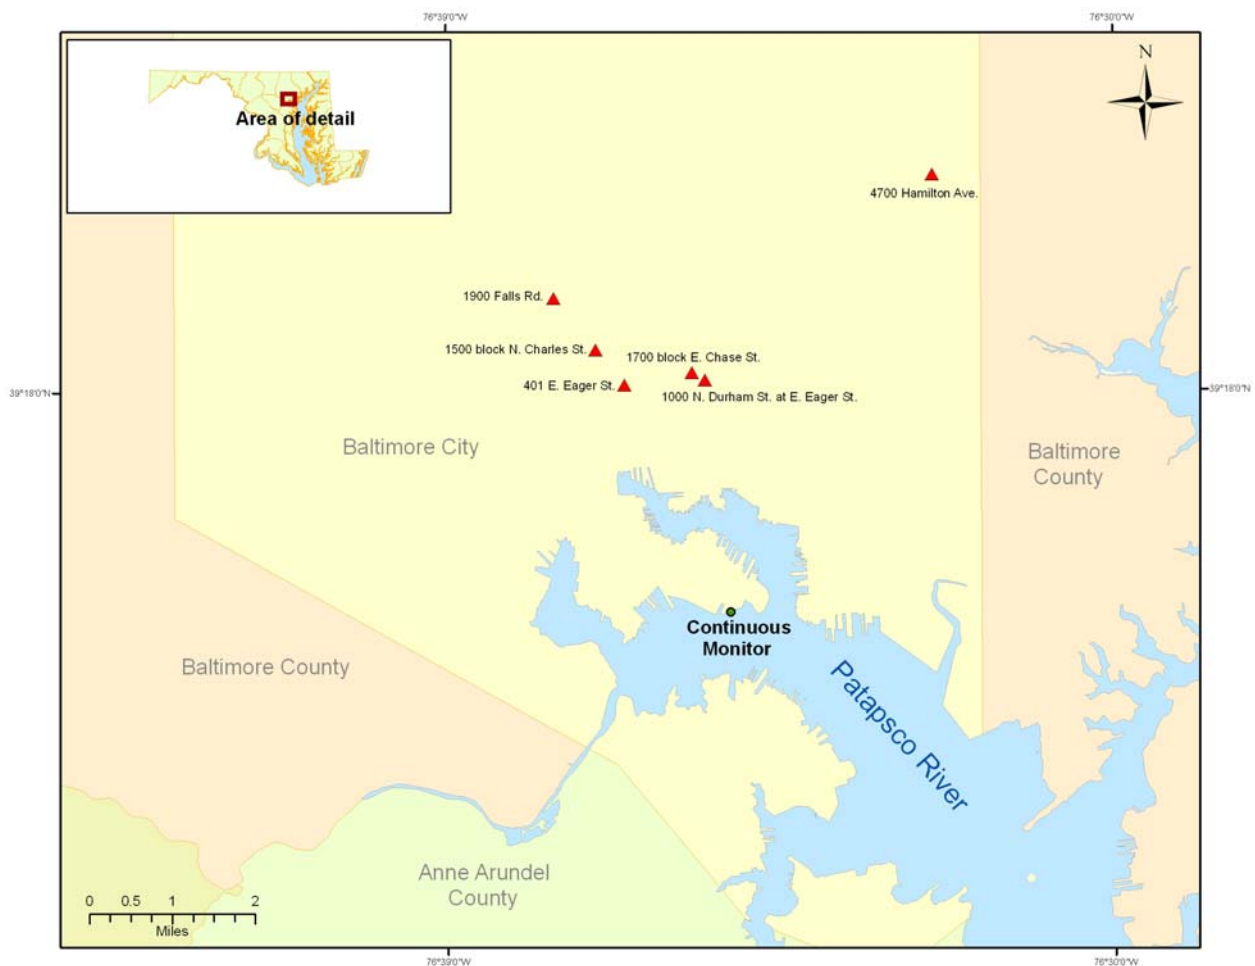 76°39'0"W
76°30'0"W
N
Area of detail
4700 Hamilton Ave.
1900 Falls Rd.
1500 block N. Charles St.
1700 block E. Chase St.
401 E. Eager St.
1000 N. Durham St. at E. Eager St.
39°18'0"N
39°18'0"N
Baltimore City
Baltimore
County
Continuous
Monitor
Baltimore County
Patapsco River
Anne Arundel
County
0 0.5 1 2
Miles
76°39'0"W
76°30'0"W